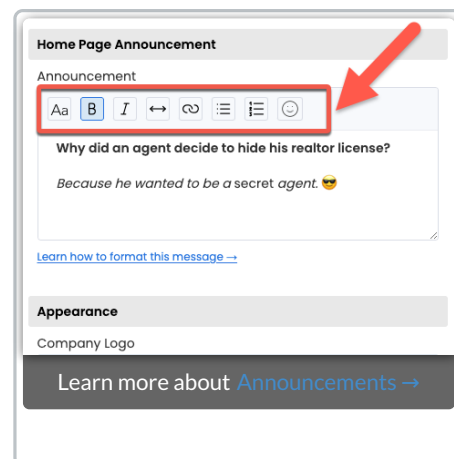 Home Page Announcement
Announcement
Aa B I
Why did an agent decide to hide his realtor license?
Because he wanted to be a secret agent. 😎
Learn how to format this message →
Appearance
Company Logo
Learn more about Announcements →